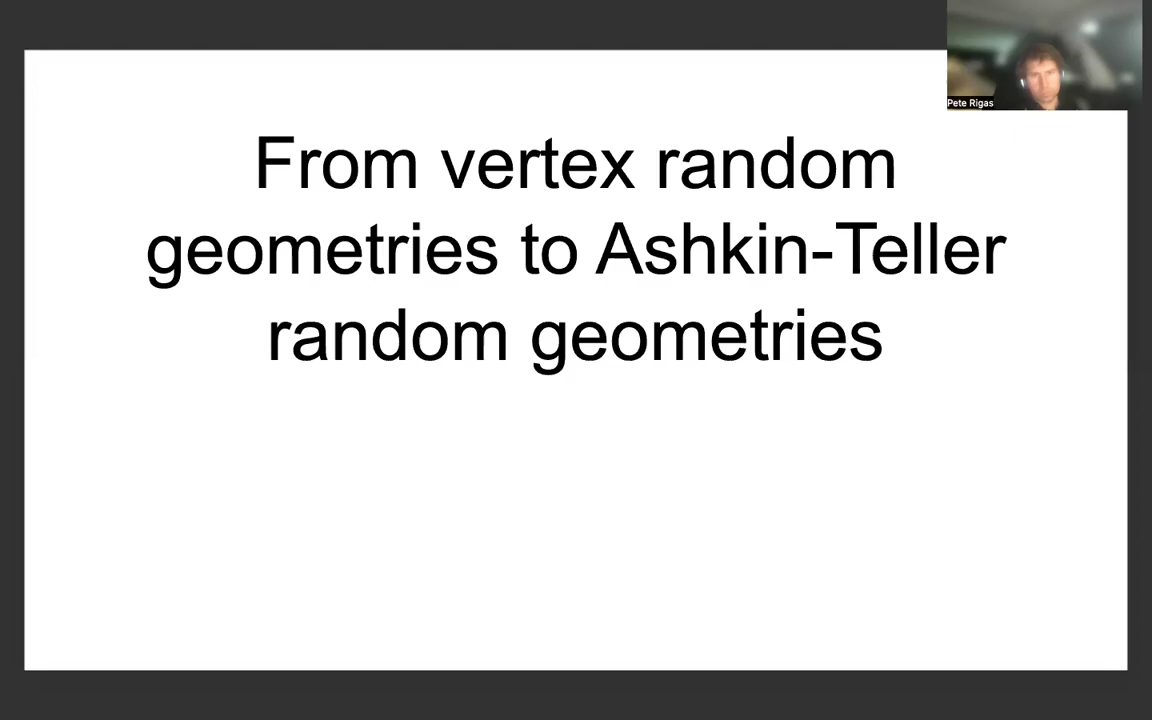 Pete Rigas
From vertex random
geometries to Ashkin-Teller
random geometries